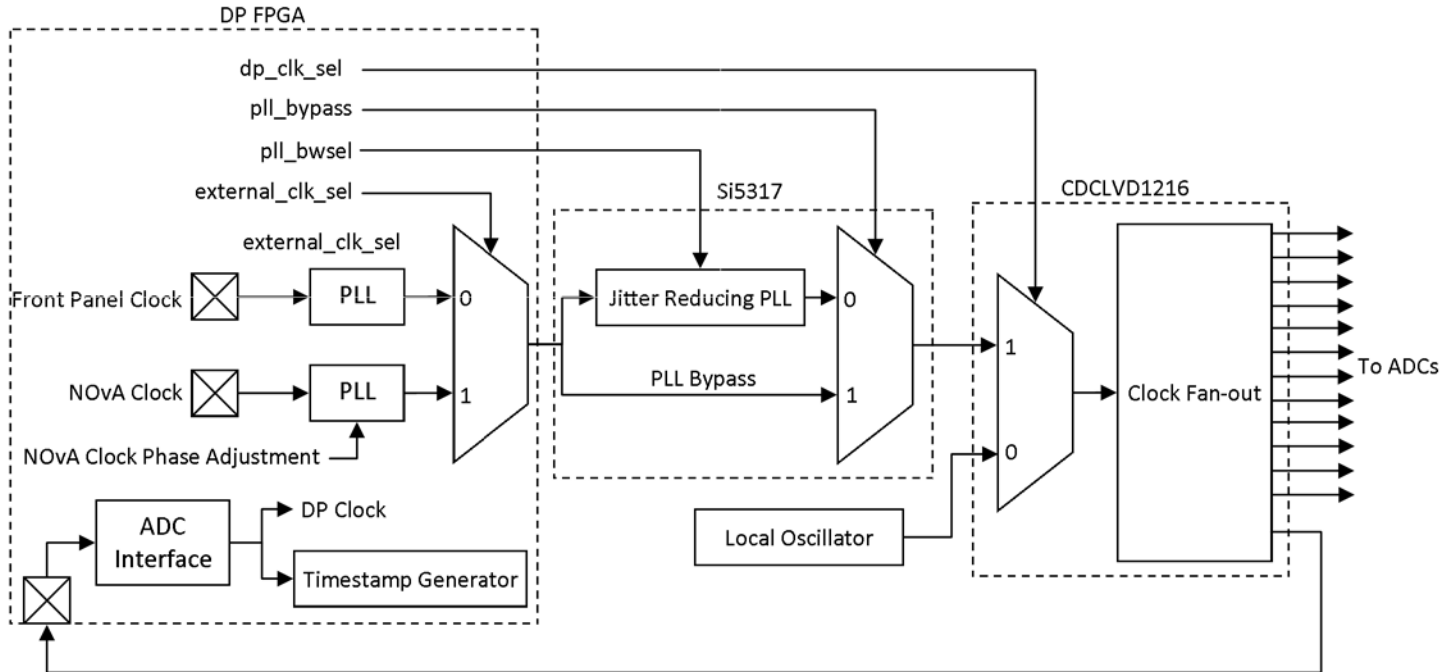 DP FPGA
dp_clk_sel
pll_bypass
pll_bwsel
external_clk_sel
Si5317
CDCLVD1216
external_clk_sel
Front Panel Clock
PLL
0
Jitter Reducing PLL
0
1
To ADCs
NOvA Clock
PLL
1
PLL Bypass
1
Clock Fan-out
NOvA Clock Phase Adjustment
0
DP Clock
ADC
Interface
Local Oscillator
Timestamp Generator